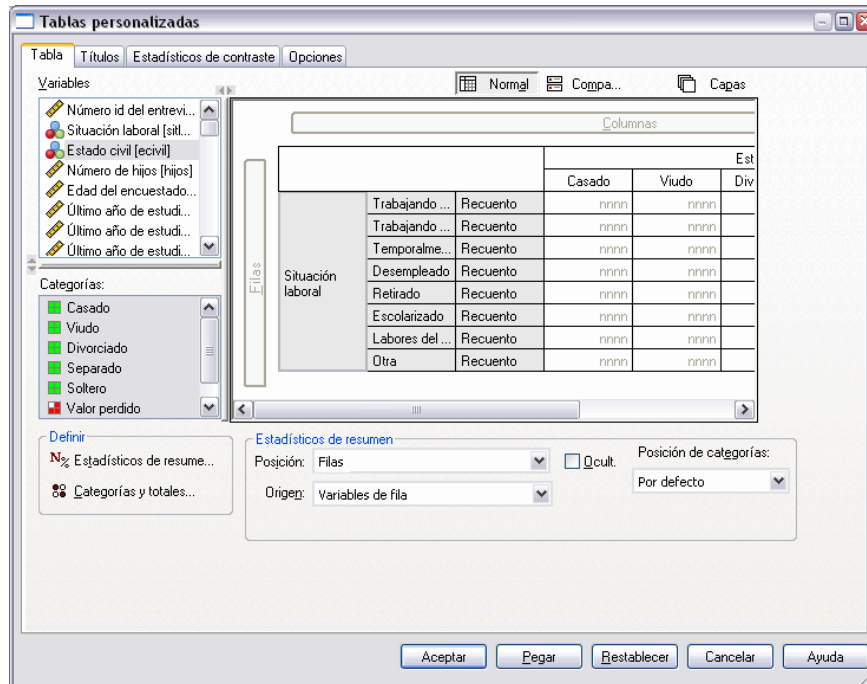 Tablas personalizadas
Tabla
Títulos
Estadísticos de contraste
Opciones
Variables
Normal
Compa...
Capas
Número id del entrevi...
Situación laboral [sitl...
Estado civil [ecivil]
Número de hijos [hijos]
Edad del encuestado...
Último año de estudi...
Último año de estudi...
Último año de estudi...
Categorías:
Casado
Viudo
Divorciado
Separado
Soltero
Valor perdido
Columnas
Filas
Est
Casado Viudo Div
Situación laboral
Trabajando ... Recuento nnnn nnnn
Trabajando ... Recuento nnnn nnnn
Temporalme... Recuento nnnn nnnn
Desempleado Recuento nnnn nnnn
Retirado Recuento nnnn nnnn
Escolarizado Recuento nnnn nnnn
Labores del ... Recuento nnnn nnnn
Otra Recuento nnnn nnnn
Definir
N% Estadísticos de resume...
Categorías y totales...
Estadísticos de resumen
Posición: Filas
Ocult.
Origen: Variables de fila
Posición de categorías:
Por defecto
Aceptar
Pegar
Restablecer
Cancelar
Ayuda